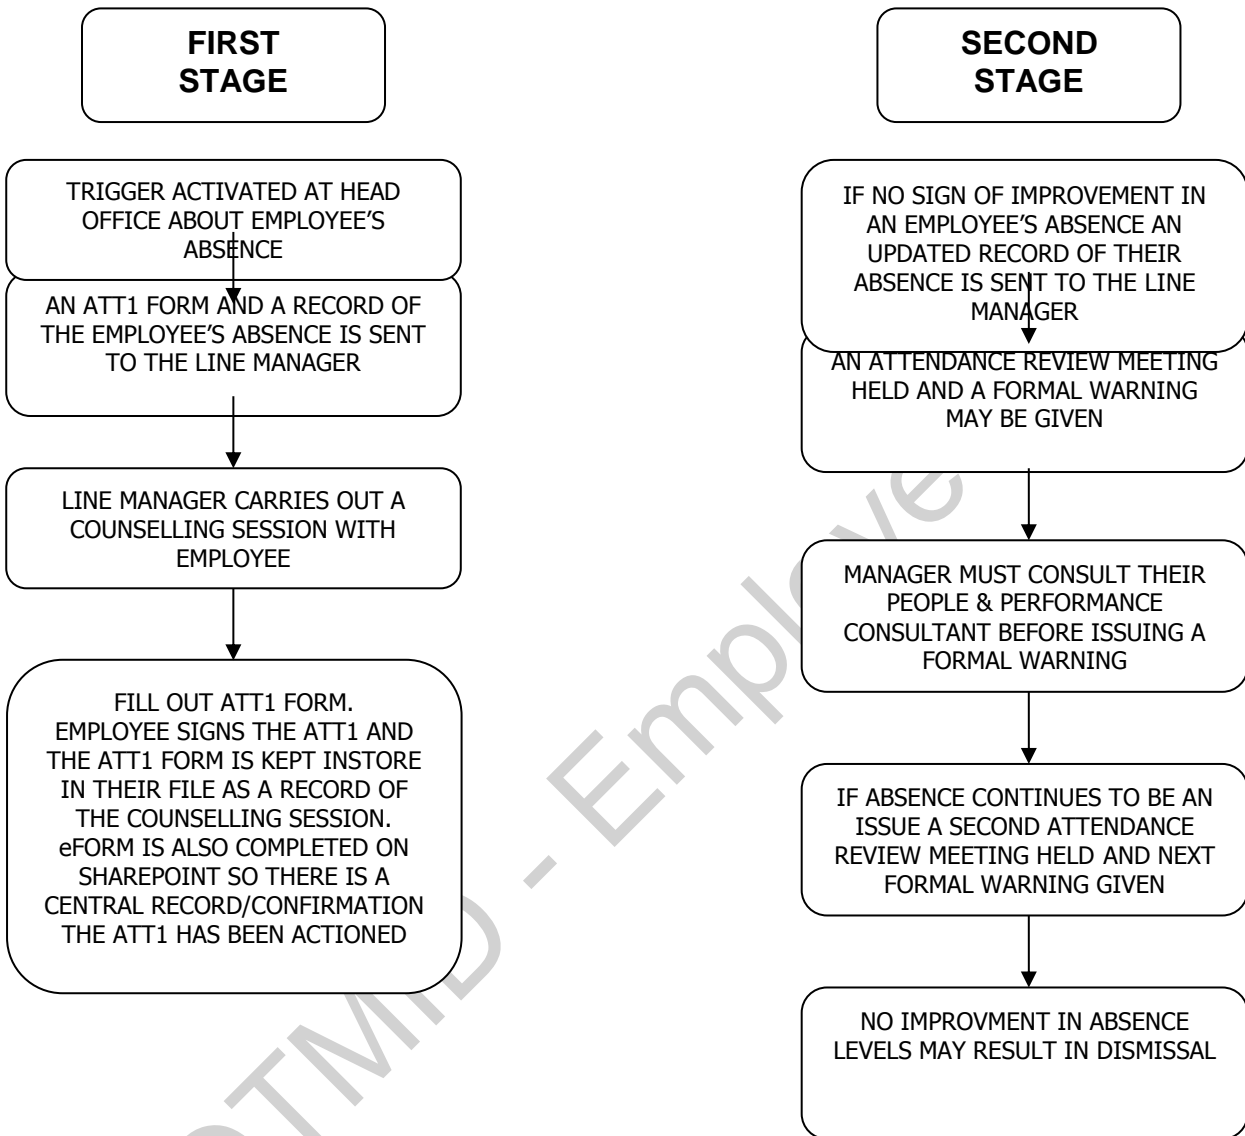 FIRST
STAGE
TRIGGER ACTIVATED AT HEAD
OFFICE ABOUT EMPLOYEE’S
ABSENCE
AN ATT1 FORM AND A RECORD OF
THE EMPLOYEE’S ABSENCE IS SENT
TO THE LINE MANAGER
LINE MANAGER CARRIES OUT A
COUNSELLING SESSION WITH
EMPLOYEE
FILL OUT ATT1 FORM.
EMPLOYEE SIGNS THE ATT1 AND
THE ATT1 FORM IS KEPT INSTORE
IN THEIR FILE AS A RECORD OF
THE COUNSELLING SESSION.
eFORM IS ALSO COMPLETED ON
SHAREPOINT SO THERE IS A
CENTRAL RECORD/CONFIRMATION
THE ATT1 HAS BEEN ACTIONED
SECOND
STAGE
IF NO SIGN OF IMPROVEMENT IN
AN EMPLOYEE’S ABSENCE AN
UPDATED RECORD OF THEIR
ABSENCE IS SENT TO THE LINE
MANAGER
AN ATTENDANCE REVIEW MEETING
HELD AND A FORMAL WARNING
MAY BE GIVEN
MANAGER MUST CONSULT THEIR
PEOPLE & PERFORMANCE
CONSULTANT BEFORE ISSUING A
FORMAL WARNING
IF ABSENCE CONTINUES TO BE AN
ISSUE A SECOND ATTENDANCE
REVIEW MEETING HELD AND NEXT
FORMAL WARNING GIVEN
NO IMPROVMENT IN ABSENCE
LEVELS MAY RESULT IN DISMISSAL